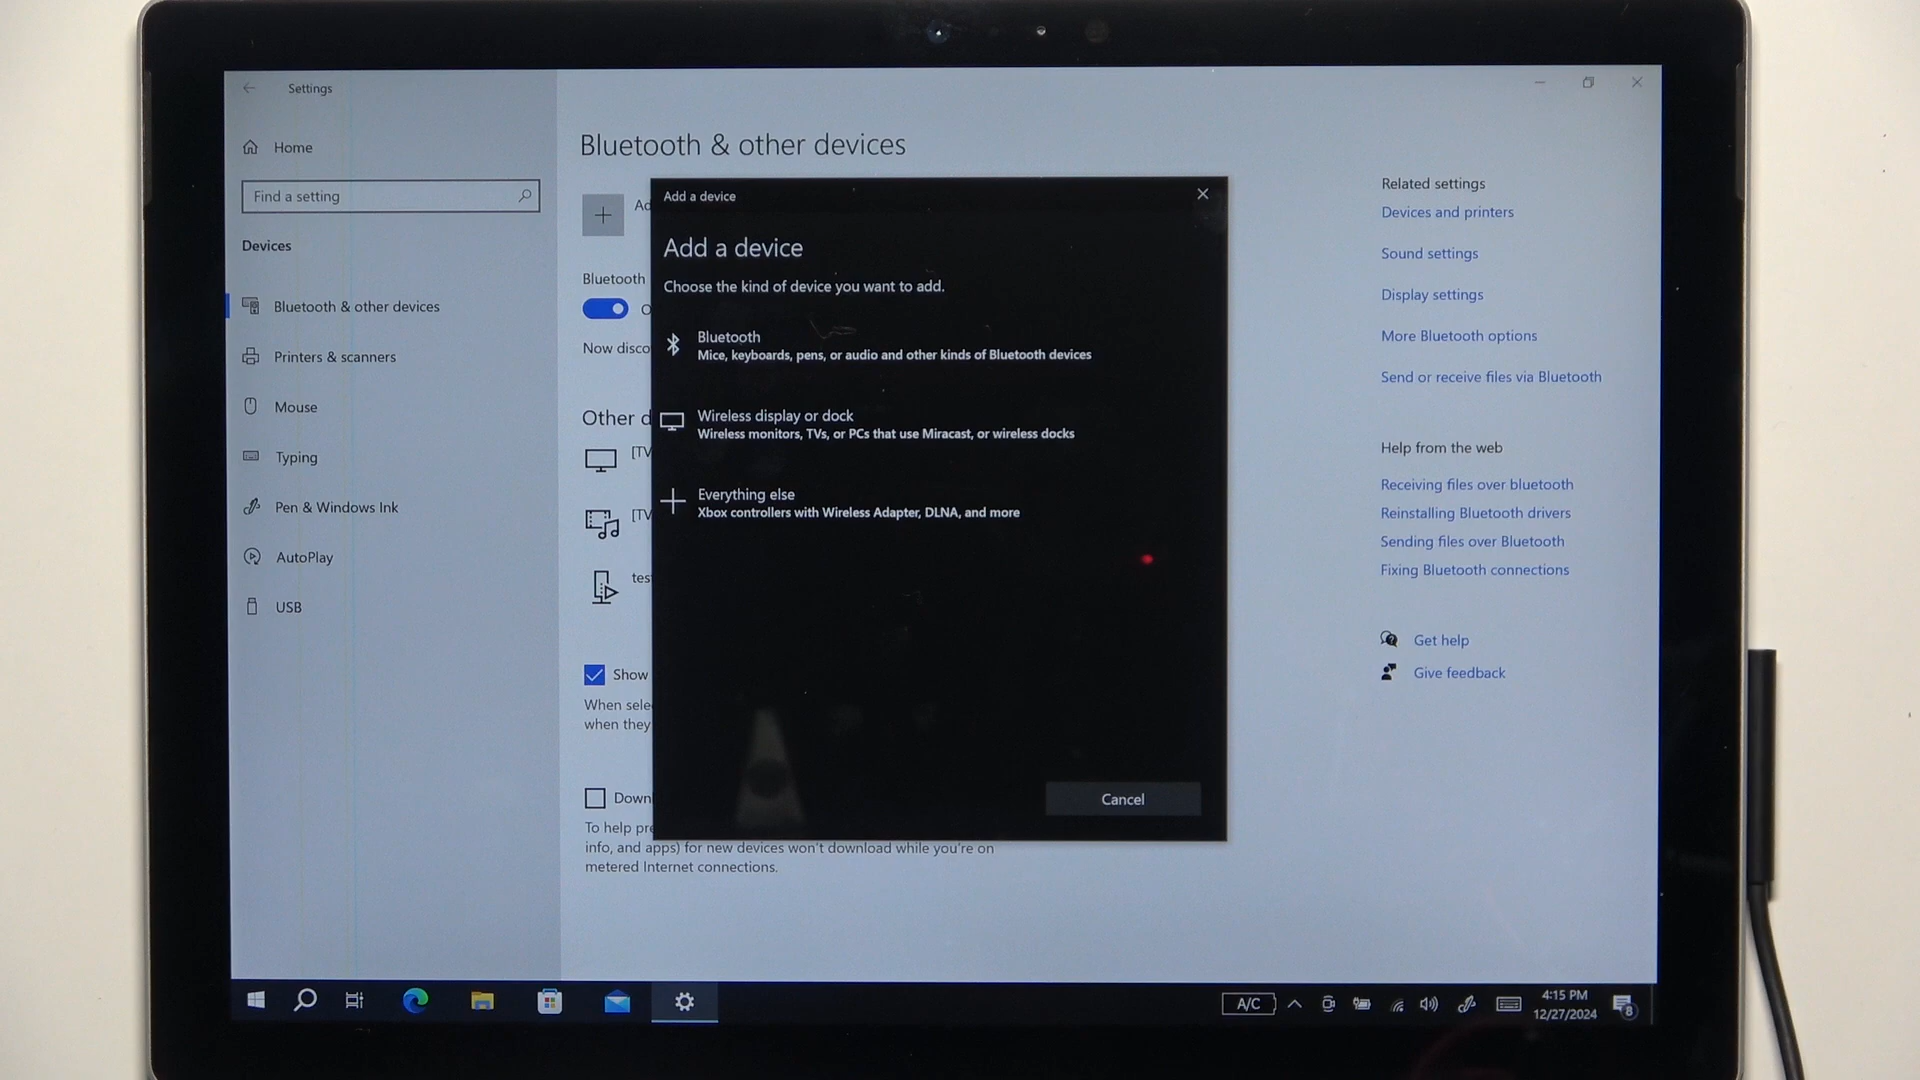 Settings
Home
Find a setting
Devices
Bluetooth & other devices
Printers & scanners
Mouse
Typing
Pen & Windows Ink
AutoPlay
USB
Bluetooth & other devices
Ad
Bluetooth
O
Now disco
Other d
[TV
[TV
tes
Show
When sele
when they
Down
To help pre
info, and apps) for new devices won't download while you're on
metered Internet connections.
Add a device
Add a device
Choose the kind of device you want to add.
Bluetooth
Mice, keyboards, pens, or audio and other kinds of Bluetooth devices
Wireless display or dock
Wireless monitors, TVs, or PCs that use Miracast, or wireless docks
Everything else
Xbox controllers with Wireless Adapter, DLNA, and more
Cancel
Related settings
Devices and printers
Sound settings
Display settings
More Bluetooth options
Send or receive files via Bluetooth
Help from the web
Receiving files over bluetooth
Reinstalling Bluetooth drivers
Sending files over Bluetooth
Fixing Bluetooth connections
Get help
Give feedback
A/C
4:15 PM
12/27/2024
8